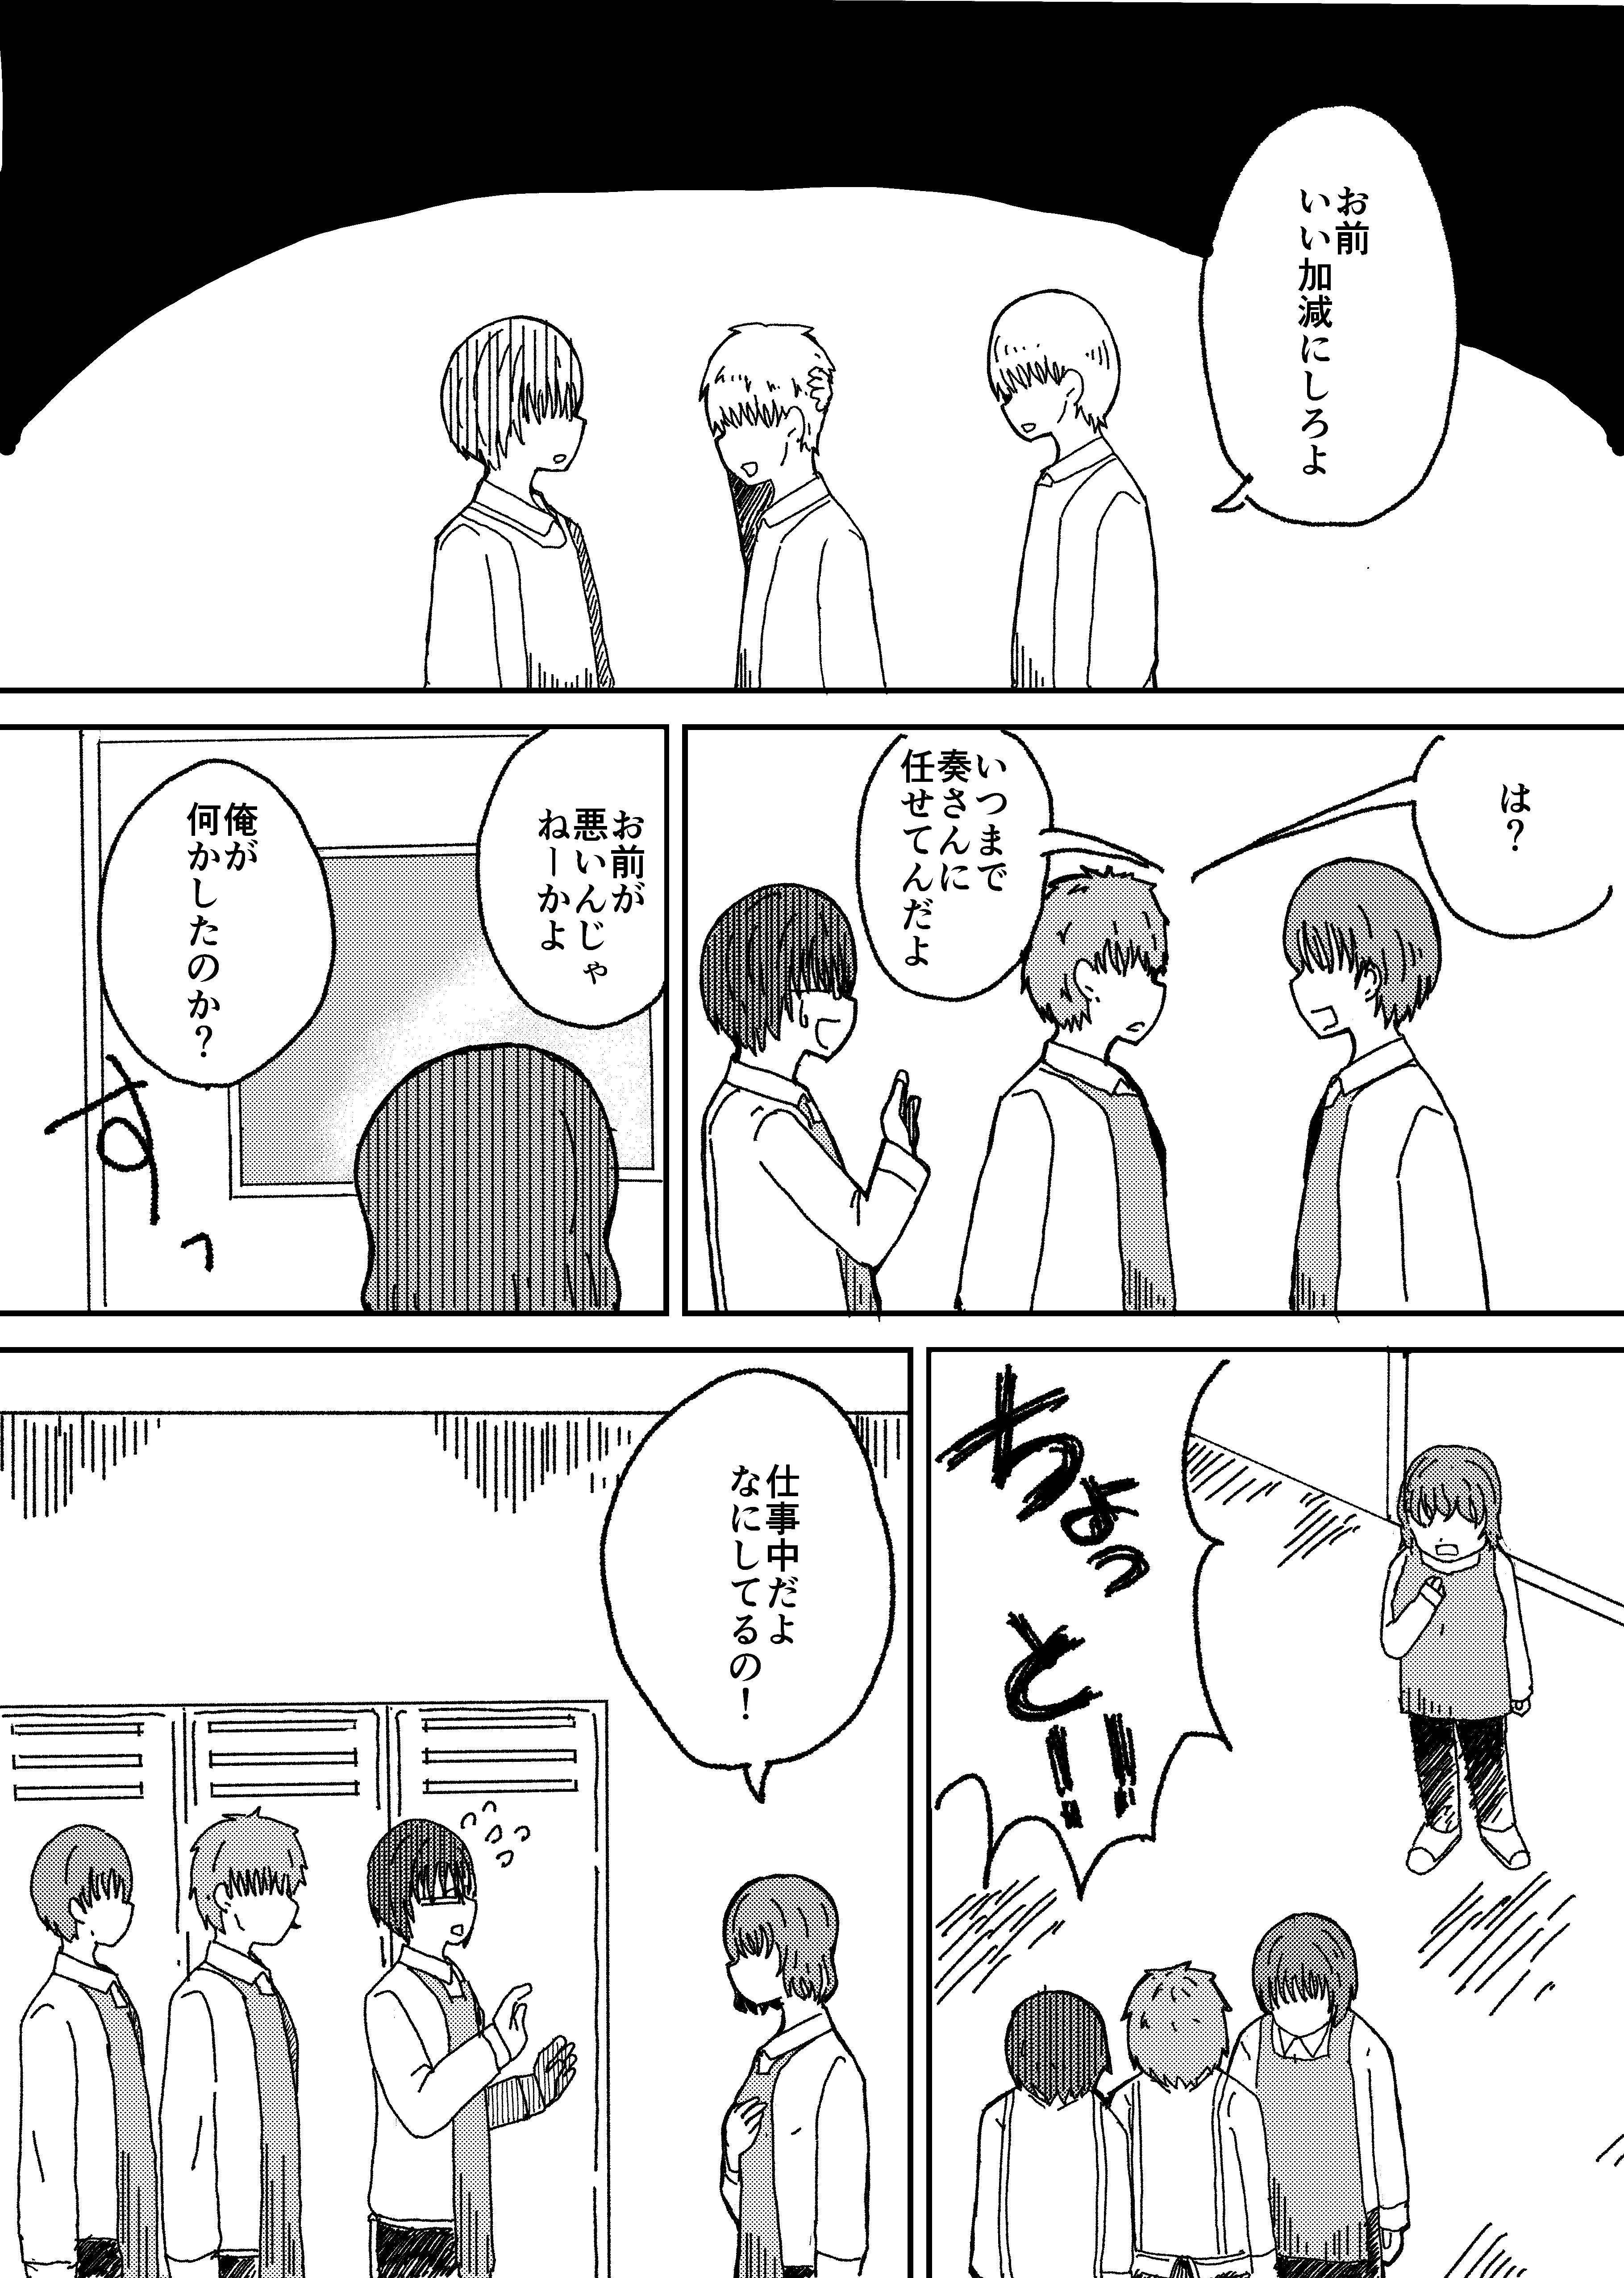 お前
いい加減にしろよ
は？
いつまで
奏さんに
任せてんだよ
お前が
悪いんじゃ
ねーかよ
俺が
何かしたのか？
すっ
ちょっと!!
仕事中だよ
なにしてるの！